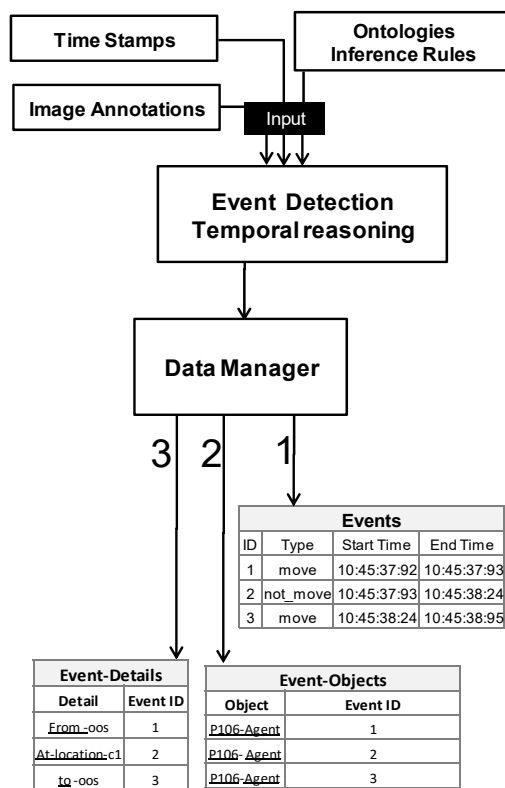 Time Stamps
Ontologies
Inference Rules
Image Annotations
Input
Event Detection
Temporal reasoning
Data Manager
3 2 1
Events
ID Type Start Time End Time
1 move 10:45:37:92 10:45:37:93
2 not_move 10:45:37:93 10:45:38:24
3 move 10:45:38:24 10:45:38:95
Event-Details
Detail Event ID
From-oos 1
At-location-c1 2
to-oos 3
Event-Objects
Object Event ID
P106-Agent 1
P106-Agent 2
P106-Agent 3